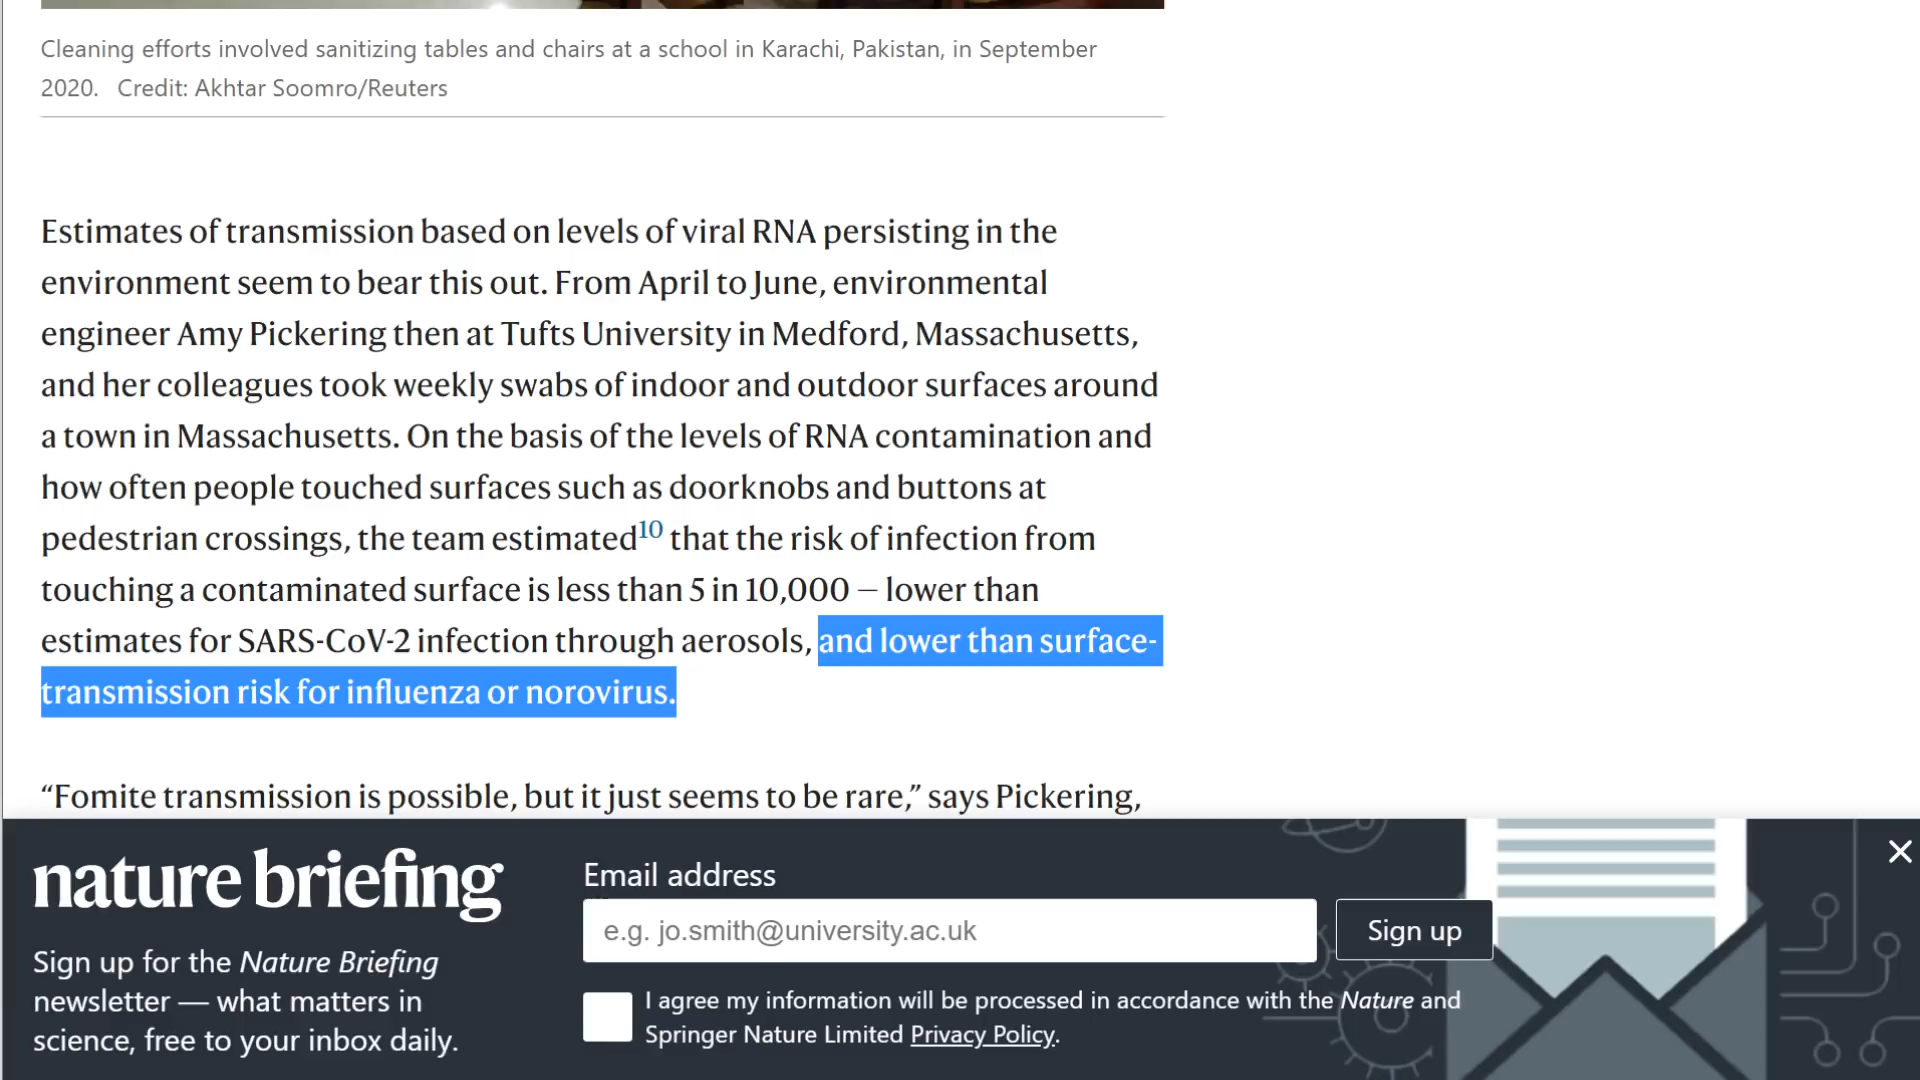 Cleaning efforts involved sanitizing tables and chairs at a school in Karachi, Pakistan, in September
2020. Credit: Akhtar Soomro/Reuters
Estimates of transmission based on levels of viral RNA persisting in the
environment seem to bear this out. From April to June, environmental
engineer Amy Pickering then at Tufts University in Medford, Massachusetts,
and her colleagues took weekly swabs of indoor and outdoor surfaces around
a town in Massachusetts. On the basis of the levels of RNA contamination and
how often people touched surfaces such as doorknobs and buttons at
pedestrian crossings, the team estimated10 that the risk of infection from
touching a contaminated surface is less than 5 in 10,000 — lower than
estimates for SARS-CoV-2 infection through aerosols, and lower than surface-
transmission risk for influenza or norovirus.
“Fomite transmission is possible, but it just seems to be rare,” says Pickering,
nature briefing
Sign up for the Nature Briefing
newsletter — what matters in
science, free to your inbox daily.
Email address
e.g. jo.smith@university.ac.uk
Sign up
I agree my information will be processed in accordance with the Nature and
Springer Nature Limited Privacy Policy.